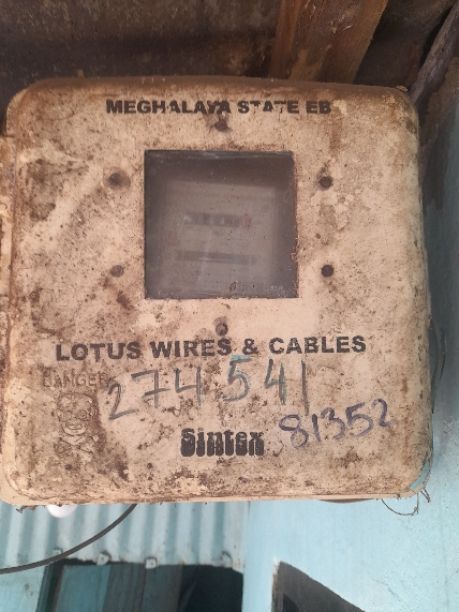 MEGHALAYA STATE EB
LOTUS WIRES & CABLES
DANGER
274541
Sintex
81352